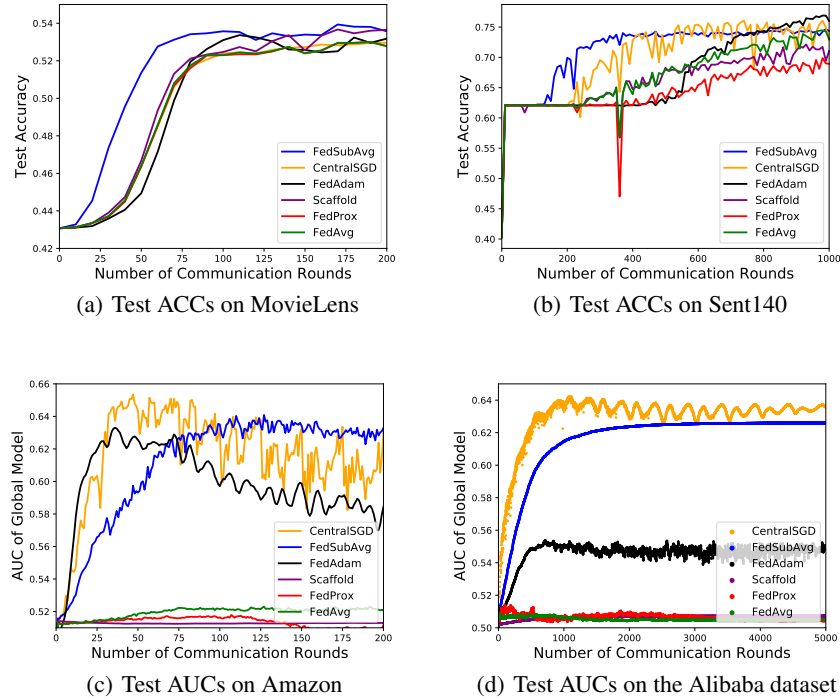 0.54
0.52
0.50
0.48
0.46
0.44
0.42
Test Accuracy
FedSubAvg
CentralSGD
FedAdam
Scaffold
FedProx
FedAvg
0 25 50 75 100 125 150 175 200
Number of Communication Rounds
(a) Test ACCs on MovieLens
0.75
0.70
0.65
0.60
0.55
0.50
0.45
0.40
Test Accuracy
FedSubAvg
CentralSGD
FedAdam
Scaffold
FedProx
FedAvg
0 200 400 600 800 1000
Number of Communication Rounds
(b) Test ACCs on Sent140
0.66
0.64
0.62
0.60
0.58
0.56
0.54
0.52
AUC of Global Model
CentralSGD
FedSubAvg
FedAdam
Scaffold
FedProx
FedAvg
0 25 50 75 100 125 150 175 200
Number of Communication Rounds
(c) Test AUCs on Amazon
0.64
0.62
0.60
0.58
0.56
0.54
0.52
0.50
AUC of Global Model
CentralSGD
FedSubAvg
FedAdam
Scaffold
FedProx
FedAvg
0 1000 2000 3000 4000 5000
Number of Communication Rounds
(d) Test AUCs on the Alibaba dataset